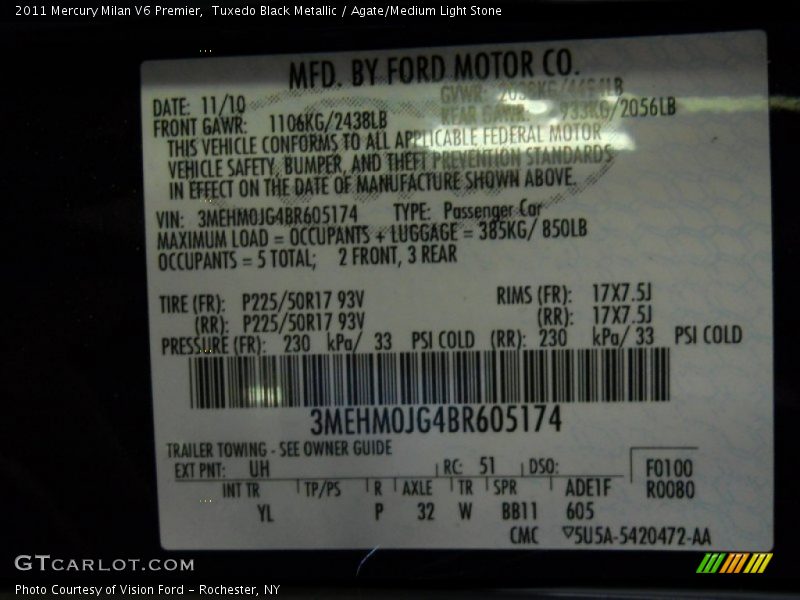 2011 Mercury Milan V6 Premier,  Tuxedo Black Metallic / Agate/Medium Light Stone
MFD. BY FORD MOTOR CO.
DATE: 11/10 GVWR:
FRONT GAWR: 1106KG/2438LB REAR GAWR: 933KG/2056LB
THIS VEHICLE CONFORMS TO ALL APPLICABLE FEDERAL MOTOR
VEHICLE SAFETY, BUMPER, AND THEFT PREVENTION STANDARDS
IN EFFECT ON THE DATE OF MANUFACTURE SHOWN ABOVE.
VIN: 3MEHM0JG4BR605174 TYPE: Passenger Car
MAXIMUM LOAD = OCCUPANTS + LUGGAGE = 385KG/ 850LB
OCCUPANTS = 5 TOTAL; 2 FRONT, 3 REAR
TIRE (FR): P225/50R17 93V RIMS (FR): 17X7.5J
(RR): P225/50R17 93V (RR): 17X7.5J
PRESSURE (FR): 230 kPa/ 33 PSI COLD (RR): 230 kPa/ 33 PSI COLD
3MEHM0JG4BR605174
TRAILER TOWING - SEE OWNER GUIDE
EXT PNT: UH RC: 51 DSO: F0100
INT TR TP/PS R AXLE TR SPR ADE1F R0080
YL P 32 W BB11 605
CMC ▽5U5A-5420472-AA
GTCARLOT.COM
Photo Courtesy of Vision Ford - Rochester, NY